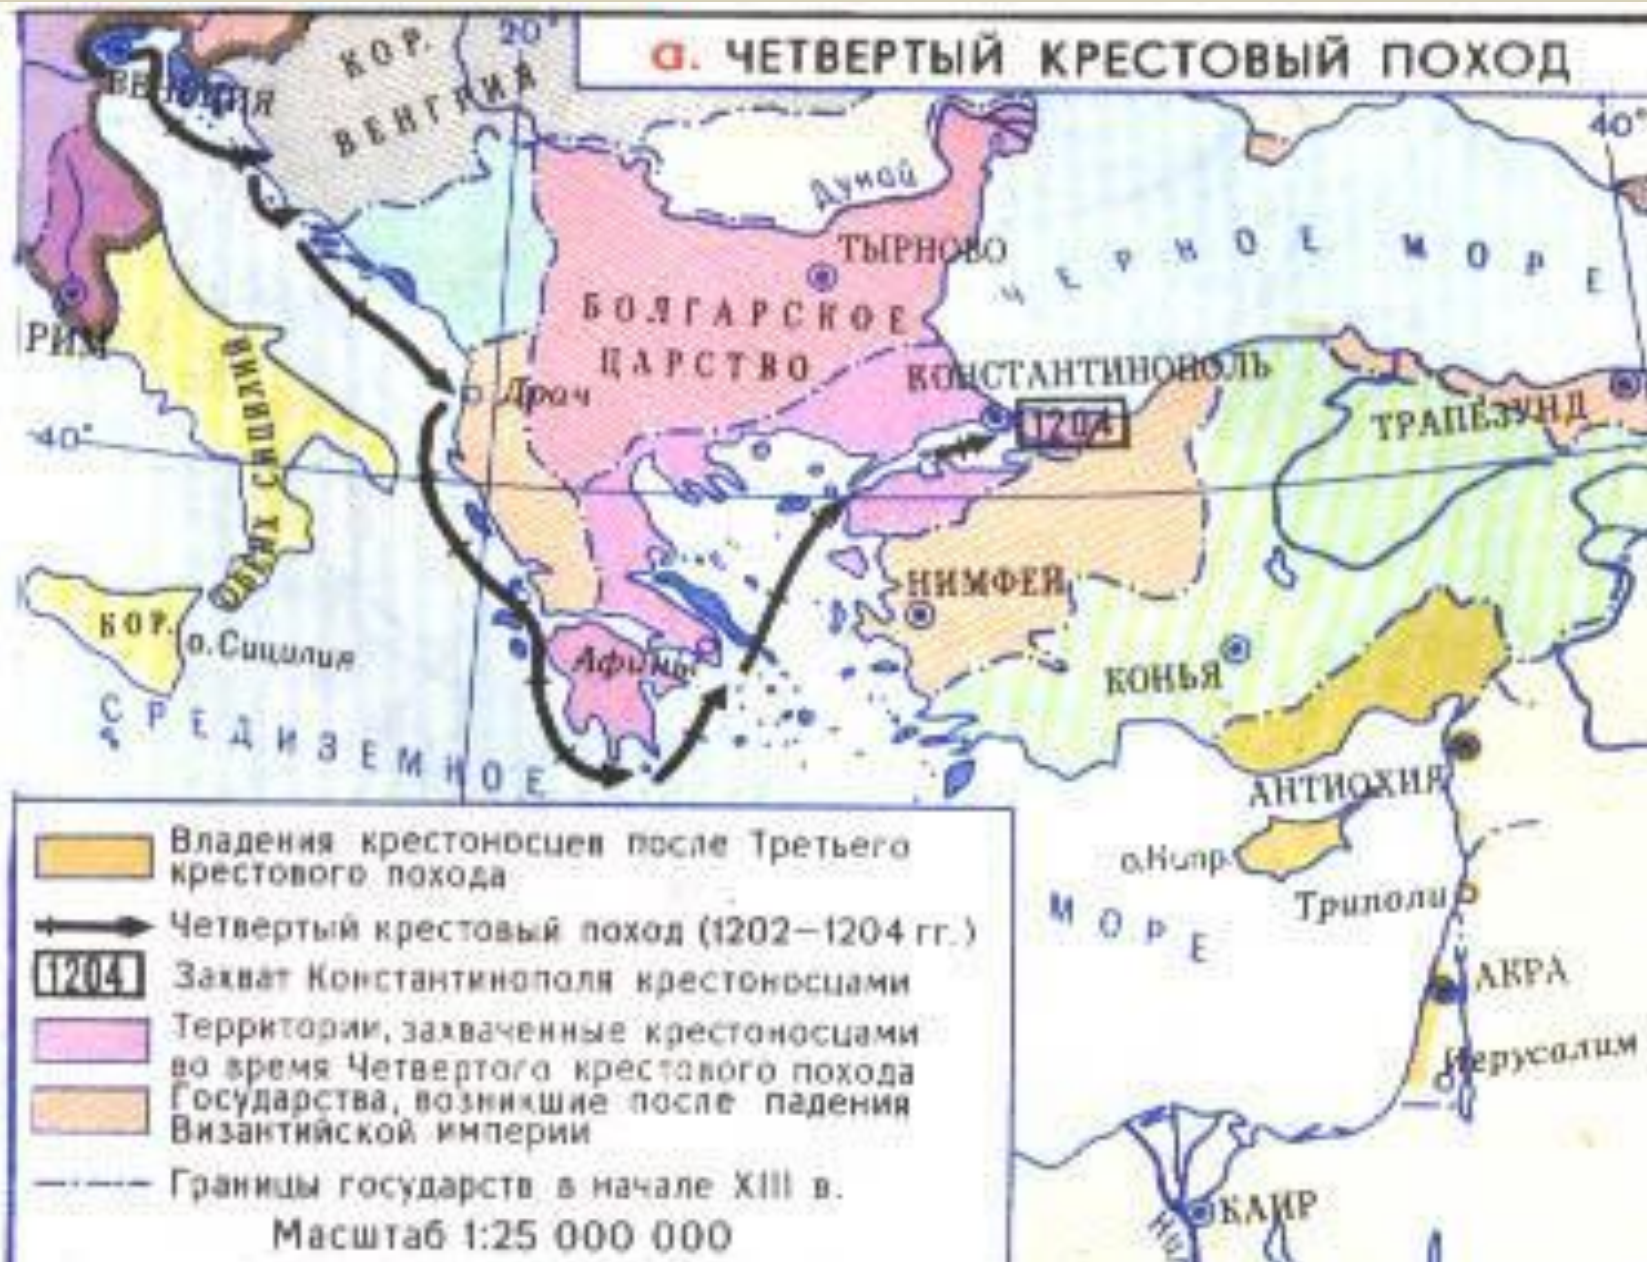 а. ЧЕТВЕРТЫЙ КРЕСТОВЫЙ ПОХОД
20°
40°
КОР.
ВЕНГРИЯ
ВЕНЕЦИЯ
Дунай
ТЫРНОВО
ЧЕРНОЕ МОРЕ
БОЛГАРСКОЕ
ЦАРСТВО
РИМ
КОНСТАНТИНОПОЛЬ
1204
ТРАПЕЗУНД
Драч
40°
КОР.
ОБЕИХ СИЦИЛИЙ
о.Сицилия
НИМФЕЙ
Афины
КОНЬЯ
СРЕДИЗЕМНОЕ
МОРЕ
АНТИОХИЯ
о.Кипр
Триполи
АКРА
Иерусалим
КАИР
Владения крестоносцев после Третьего
крестового похода
Четвертый крестовый поход (1202–1204 гг.)
1204 Захват Константинополя крестоносцами
Территории, захваченные крестоносцами
во время Четвертого крестового похода
Государства, возникшие после падения
Византийской империи
Границы государств в начале XIII в.
Масштаб 1:25 000 000